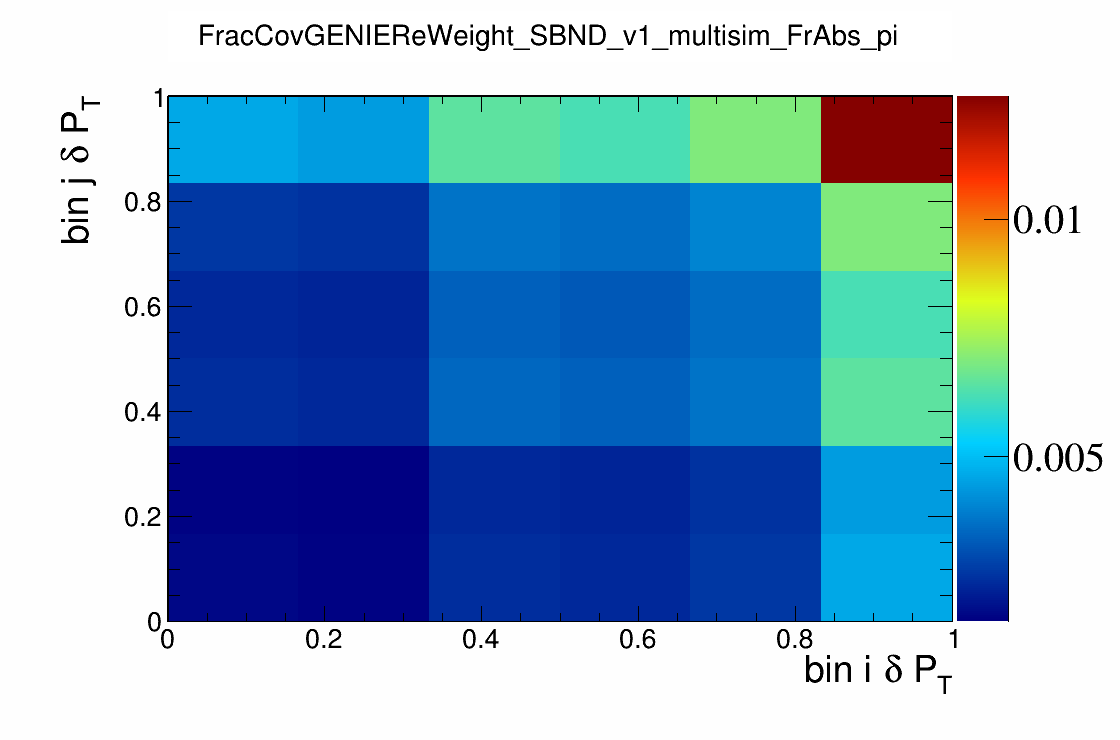 FracCovGENIEReWeight_SBND_v1_multisim_FrAbs_pi
bin j δ P_T
1
0.8
0.6
0.4
0.2
0
0 0.2 0.4 0.6 0.8 1
bin i δ P_T
0.01
0.005